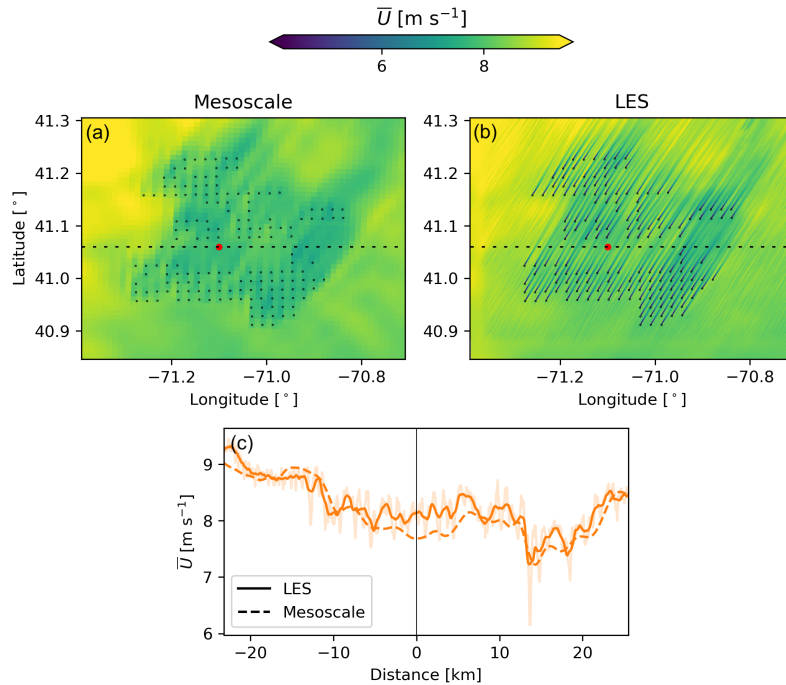 U̅ [m s⁻¹]
6 8
Mesoscale LES
(a) (b)
41.3 41.3
41.2 41.2
41.1 41.1
41.0 41.0
40.9 40.9
Latitude [°]
−71.2 −71.0 −70.8 −71.2 −71.0 −70.8
Longitude [°] Longitude [°]
(c)
9
8
7
6
U̅ [m s⁻¹]
LES
Mesoscale
−20 −10 0 10 20
Distance [km]